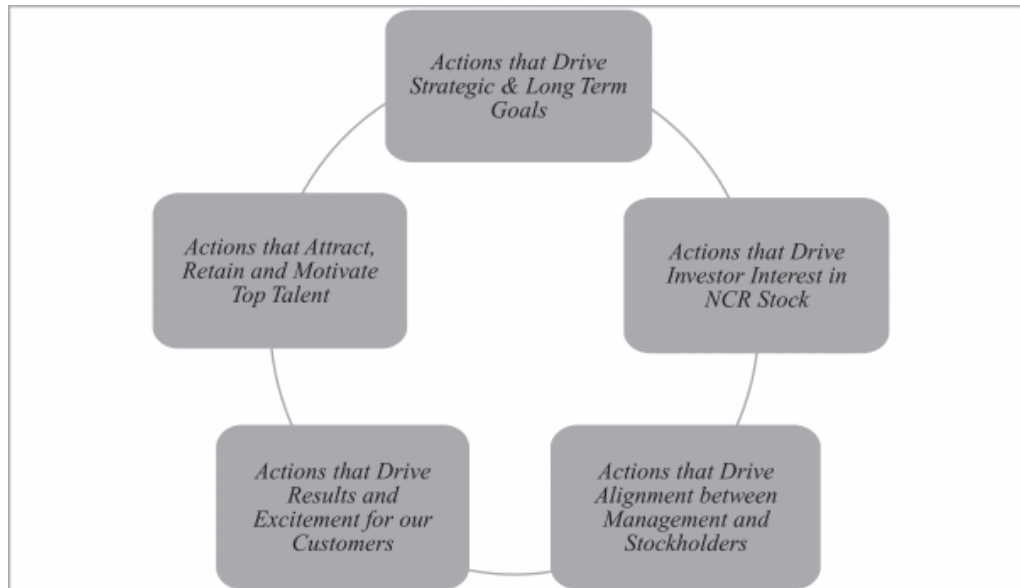 Actions that Drive
Strategic & Long Term
Goals
Actions that Attract,
Retain and Motivate
Top Talent
Actions that Drive
Investor Interest in
NCR Stock
Actions that Drive
Results and
Excitement for our
Customers
Actions that Drive
Alignment between
Management and
Stockholders